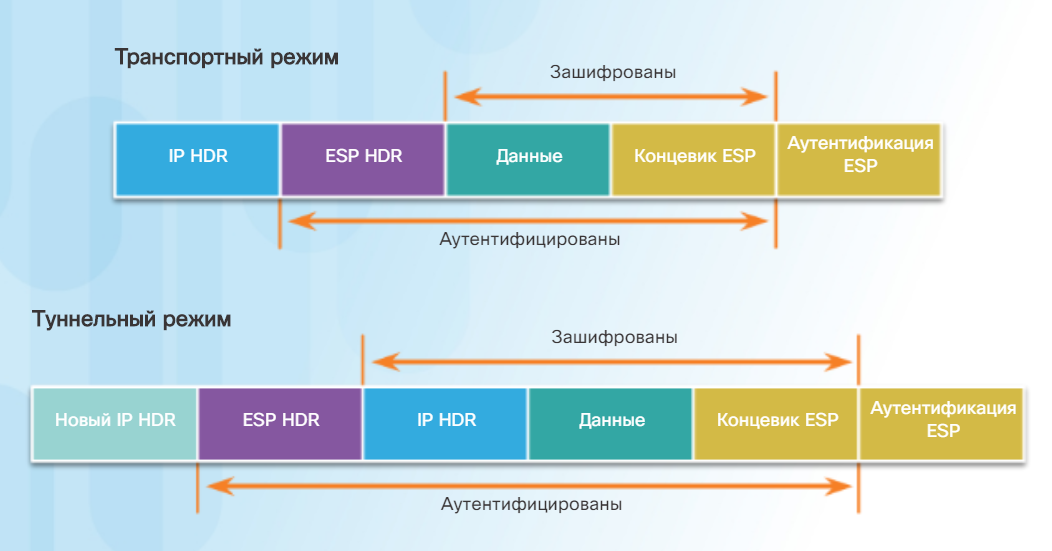 Транспортный режим
Зашифрованы
IP HDR
ESP HDR
Данные
Концевик ESP
Аутентификация
ESP
Аутентифицированы
Туннельный режим
Зашифрованы
Новый IP HDR
ESP HDR
IP HDR
Данные
Концевик ESP
Аутентификация
ESP
Аутентифицированы